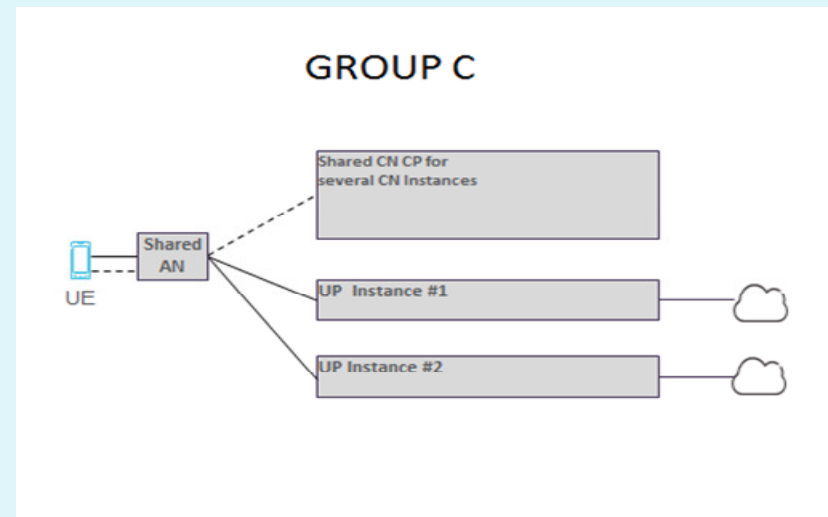 GROUP C
Shared CN CP for
several CN Instances
Shared
AN
UE
UP Instance #1
UP Instance #2